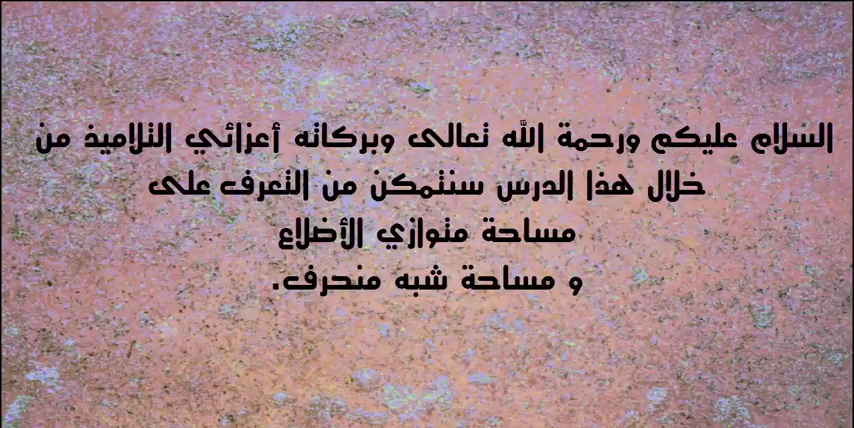 السلام عليكم ورحمة الله تعالى وبركاته أعزائي التلاميذ من
خلال هذا الدرس سنتمكن من التعرف على
مساحة متوازي الأضلاع
و مساحة شبه منحرف.